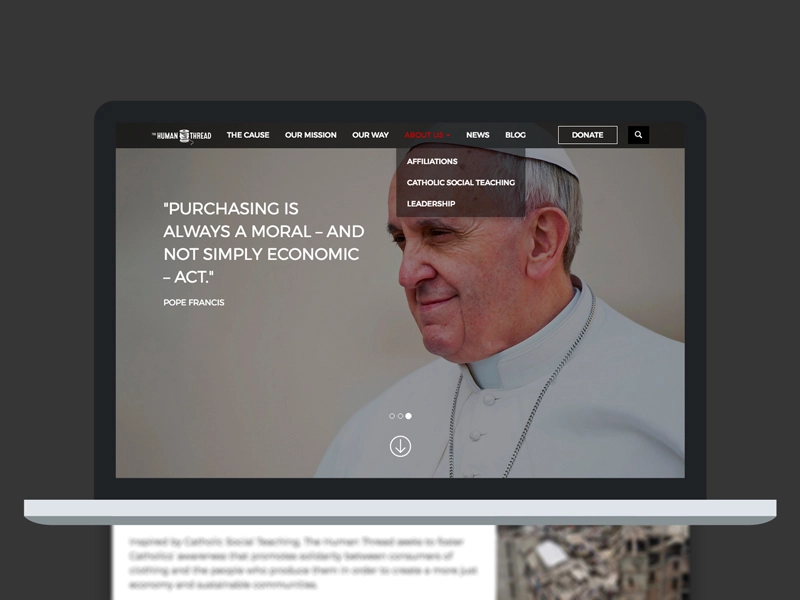 THE HUMAN THREAD
THE CAUSE
OUR MISSION
OUR WAY
ABOUT US
NEWS
BLOG
DONATE
AFFILIATIONS
CATHOLIC SOCIAL TEACHING
LEADERSHIP
"PURCHASING IS
ALWAYS A MORAL – AND
NOT SIMPLY ECONOMIC
– ACT."
POPE FRANCIS
Inspired by Catholic Social Teaching, The Human Thread seeks to foster
Catholics' awareness that promotes solidarity between consumers of
clothing and the people who produce them in order to create a more just
economy and sustainable communities.